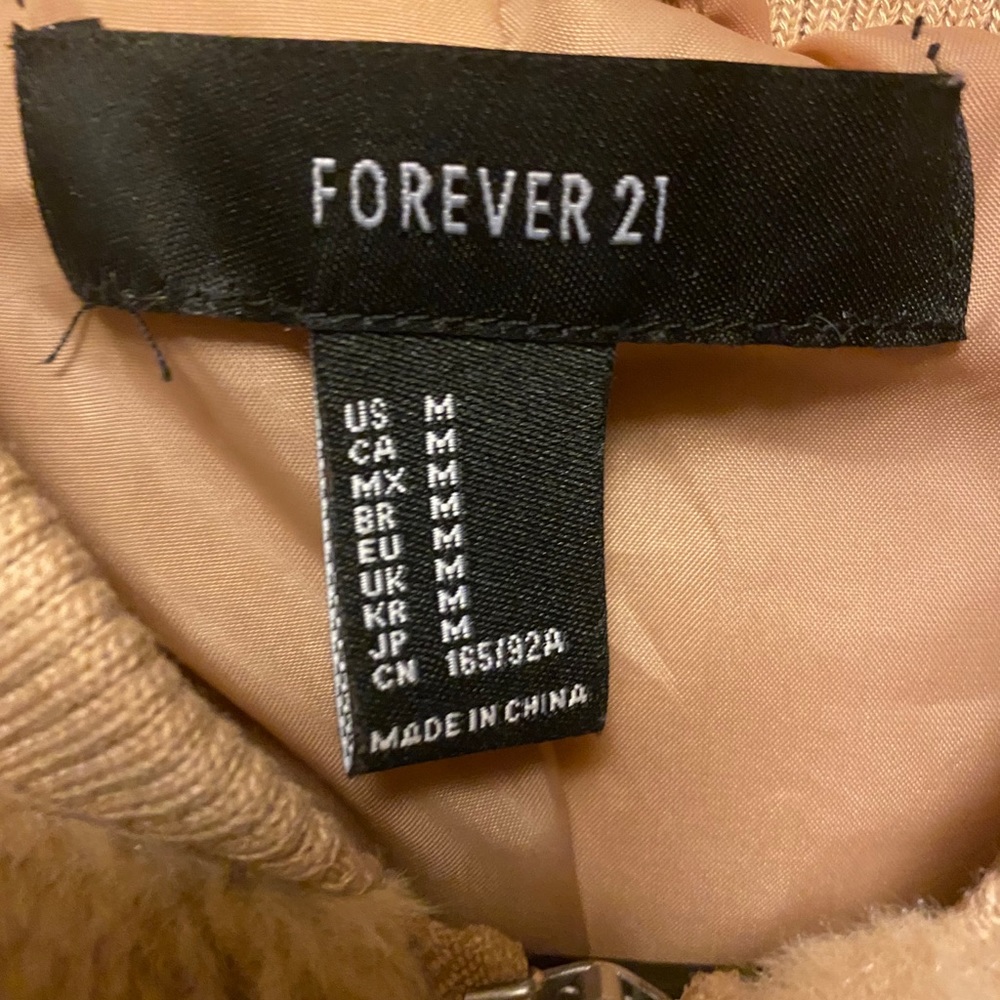 FOREVER 21
US M
CA M
MX M
BR M
EU M
UK M
KR M
JP M
CN 165/92A
MADE IN CHINA